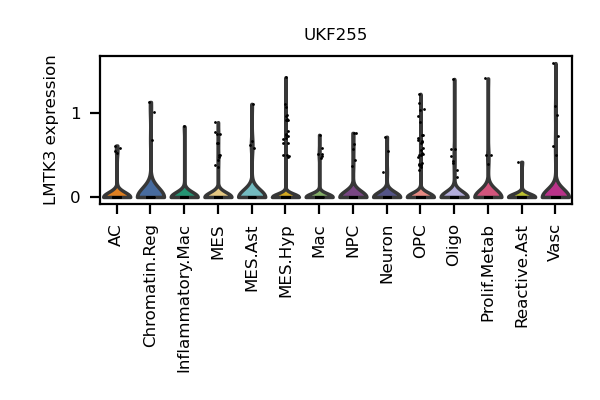 UKF255
LMTK3 expression
1
0
AC
Chromatin.Reg
Inflammatory.Mac
MES
MES.Ast
MES.Hyp
Mac
NPC
Neuron
OPC
Oligo
Prolif.Metab
Reactive.Ast
Vasc